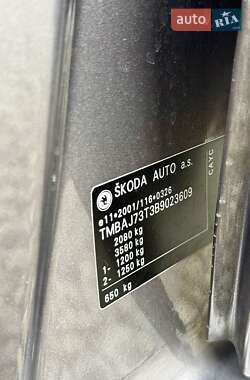 auto RIA
ŠKODA AUTO a.s.
e11*2001/116*0326
TMBAJ73T3B9023609
2080 kg
3580 kg
1- 1200 kg
2- 1250 kg
650 kg
CAYC